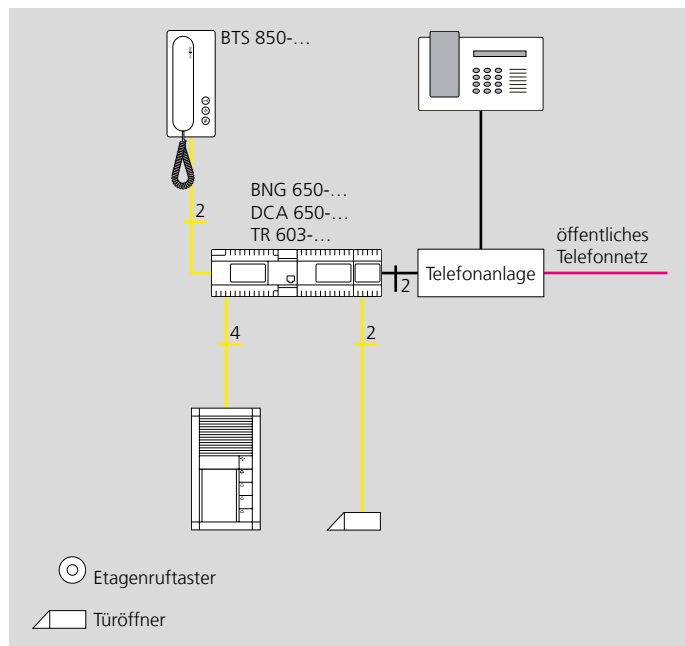 BTS 850-…
2
BNG 650-…
DCA 650-…
TR 603-…
öffentliches
Telefonnetz
Telefonanlage
2
4
2
Etagenruftaster
Türöffner